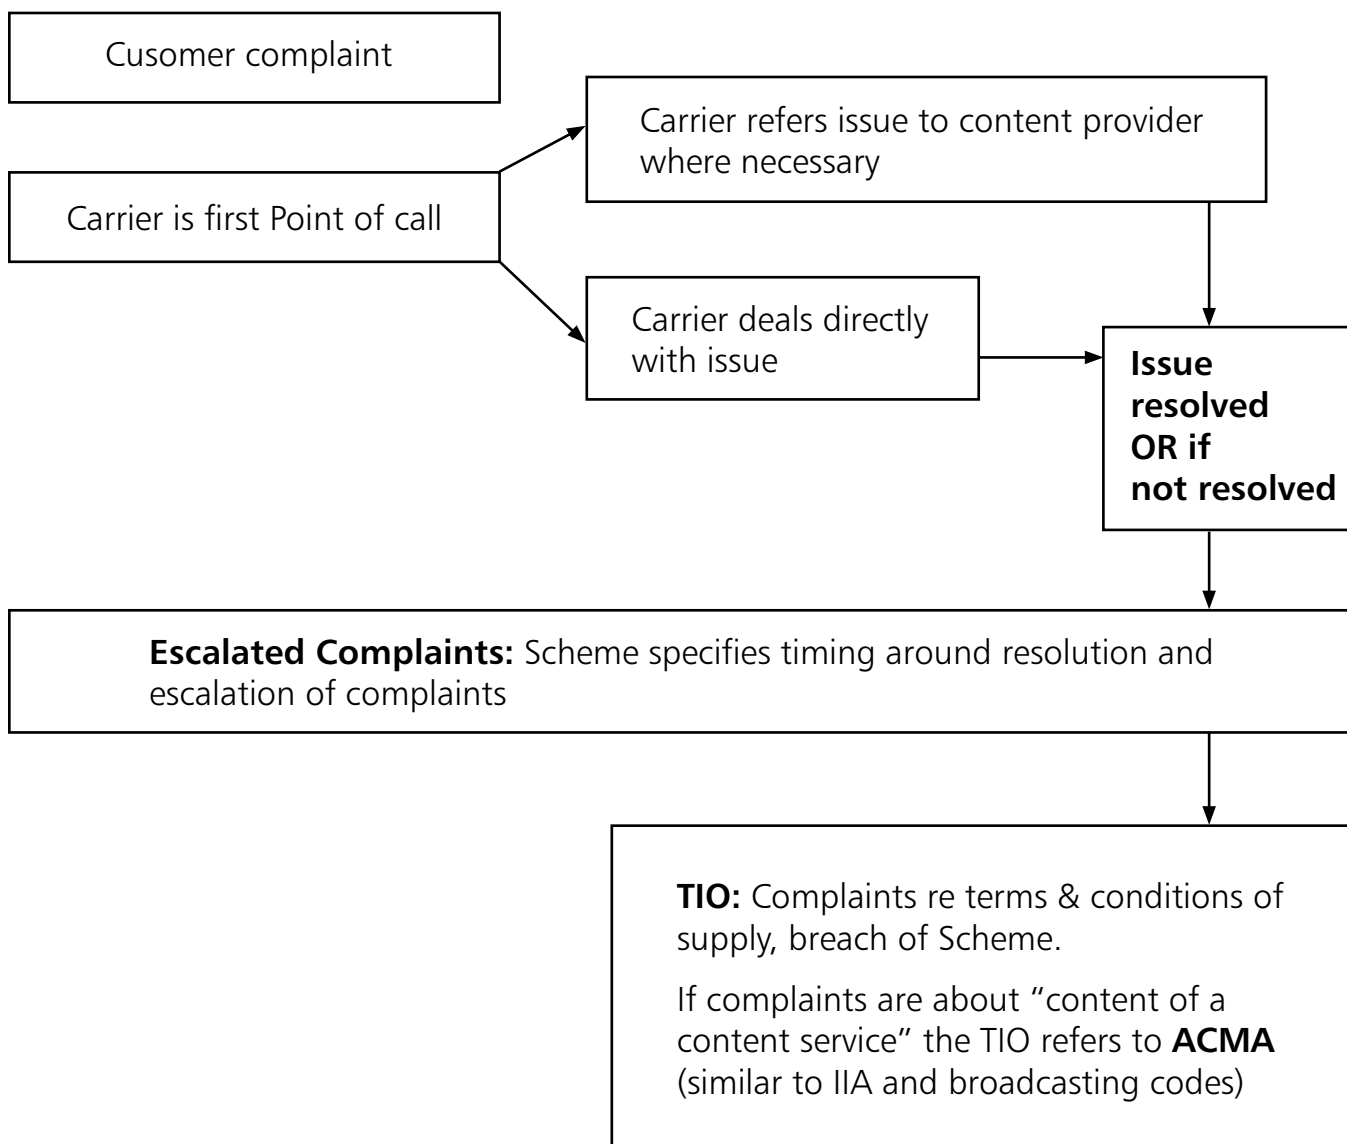 Cusomer complaint
Carrier refers issue to content provider
where necessary
Carrier is first Point of call
Carrier deals directly
with issue
Issue
resolved
OR if
not resolved
Escalated Complaints: Scheme specifies timing around resolution and
escalation of complaints
TIO: Complaints re terms & conditions of
supply, breach of Scheme.
If complaints are about “content of a
content service” the TIO refers to ACMA
(similar to IIA and broadcasting codes)